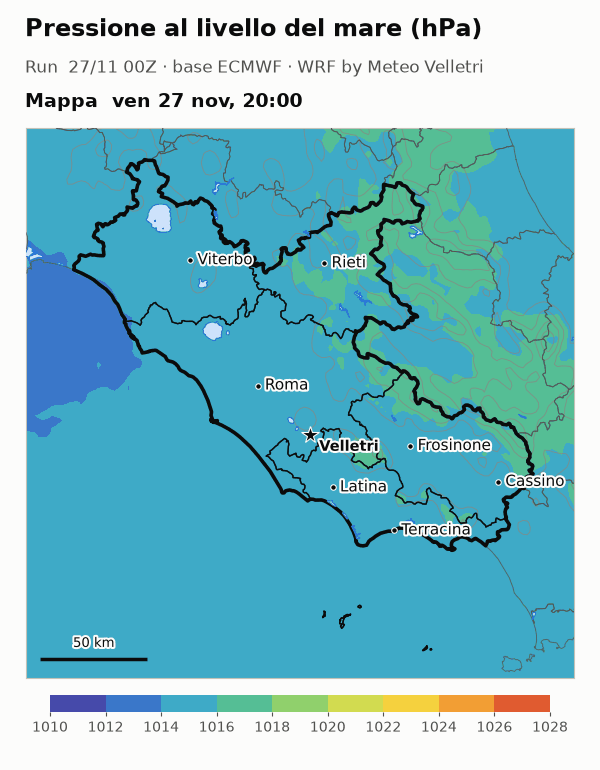 Pressione al livello del mare (hPa)
Run  27/11 00Z · base ECMWF · WRF by Meteo Velletri
Mappa  ven 27 nov, 20:00
Viterbo
Rieti
Roma
Velletri
Frosinone
Cassino
Latina
Terracina
50 km
1010 1012 1014 1016 1018 1020 1022 1024 1026 1028